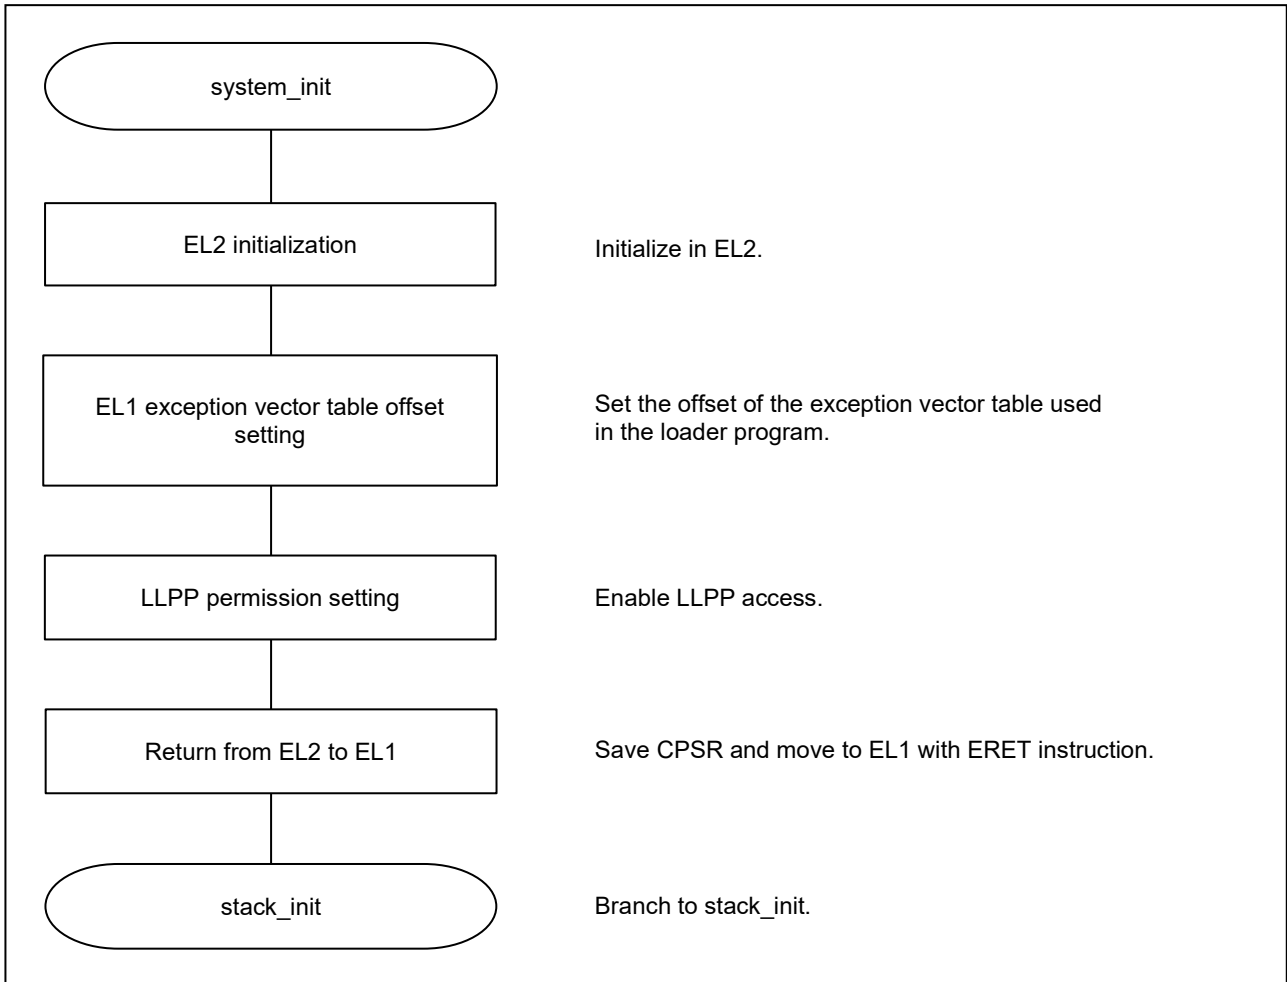 system_init
EL2 initialization
Initialize in EL2.
EL1 exception vector table offset
setting
Set the offset of the exception vector table used
in the loader program.
LLPP permission setting
Enable LLPP access.
Return from EL2 to EL1
Save CPSR and move to EL1 with ERET instruction.
stack_init
Branch to stack_init.